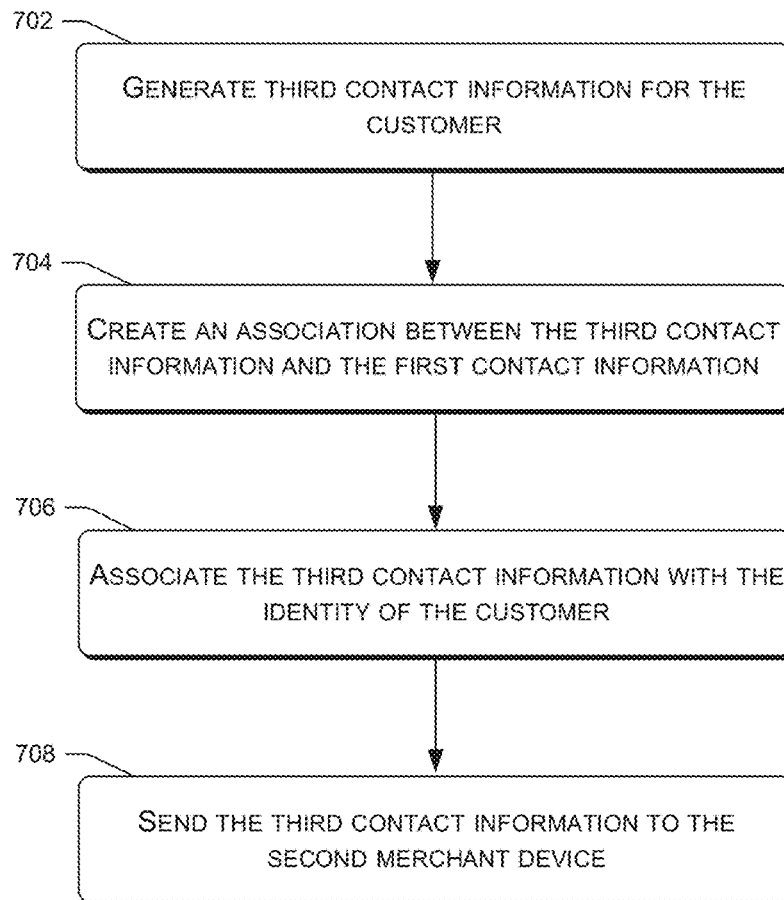 702
GENERATE THIRD CONTACT INFORMATION FOR THE
CUSTOMER
704
CREATE AN ASSOCIATION BETWEEN THE THIRD CONTACT
INFORMATION AND THE FIRST CONTACT INFORMATION
706
ASSOCIATE THE THIRD CONTACT INFORMATION WITH THE
IDENTITY OF THE CUSTOMER
708
SEND THE THIRD CONTACT INFORMATION TO THE
SECOND MERCHANT DEVICE